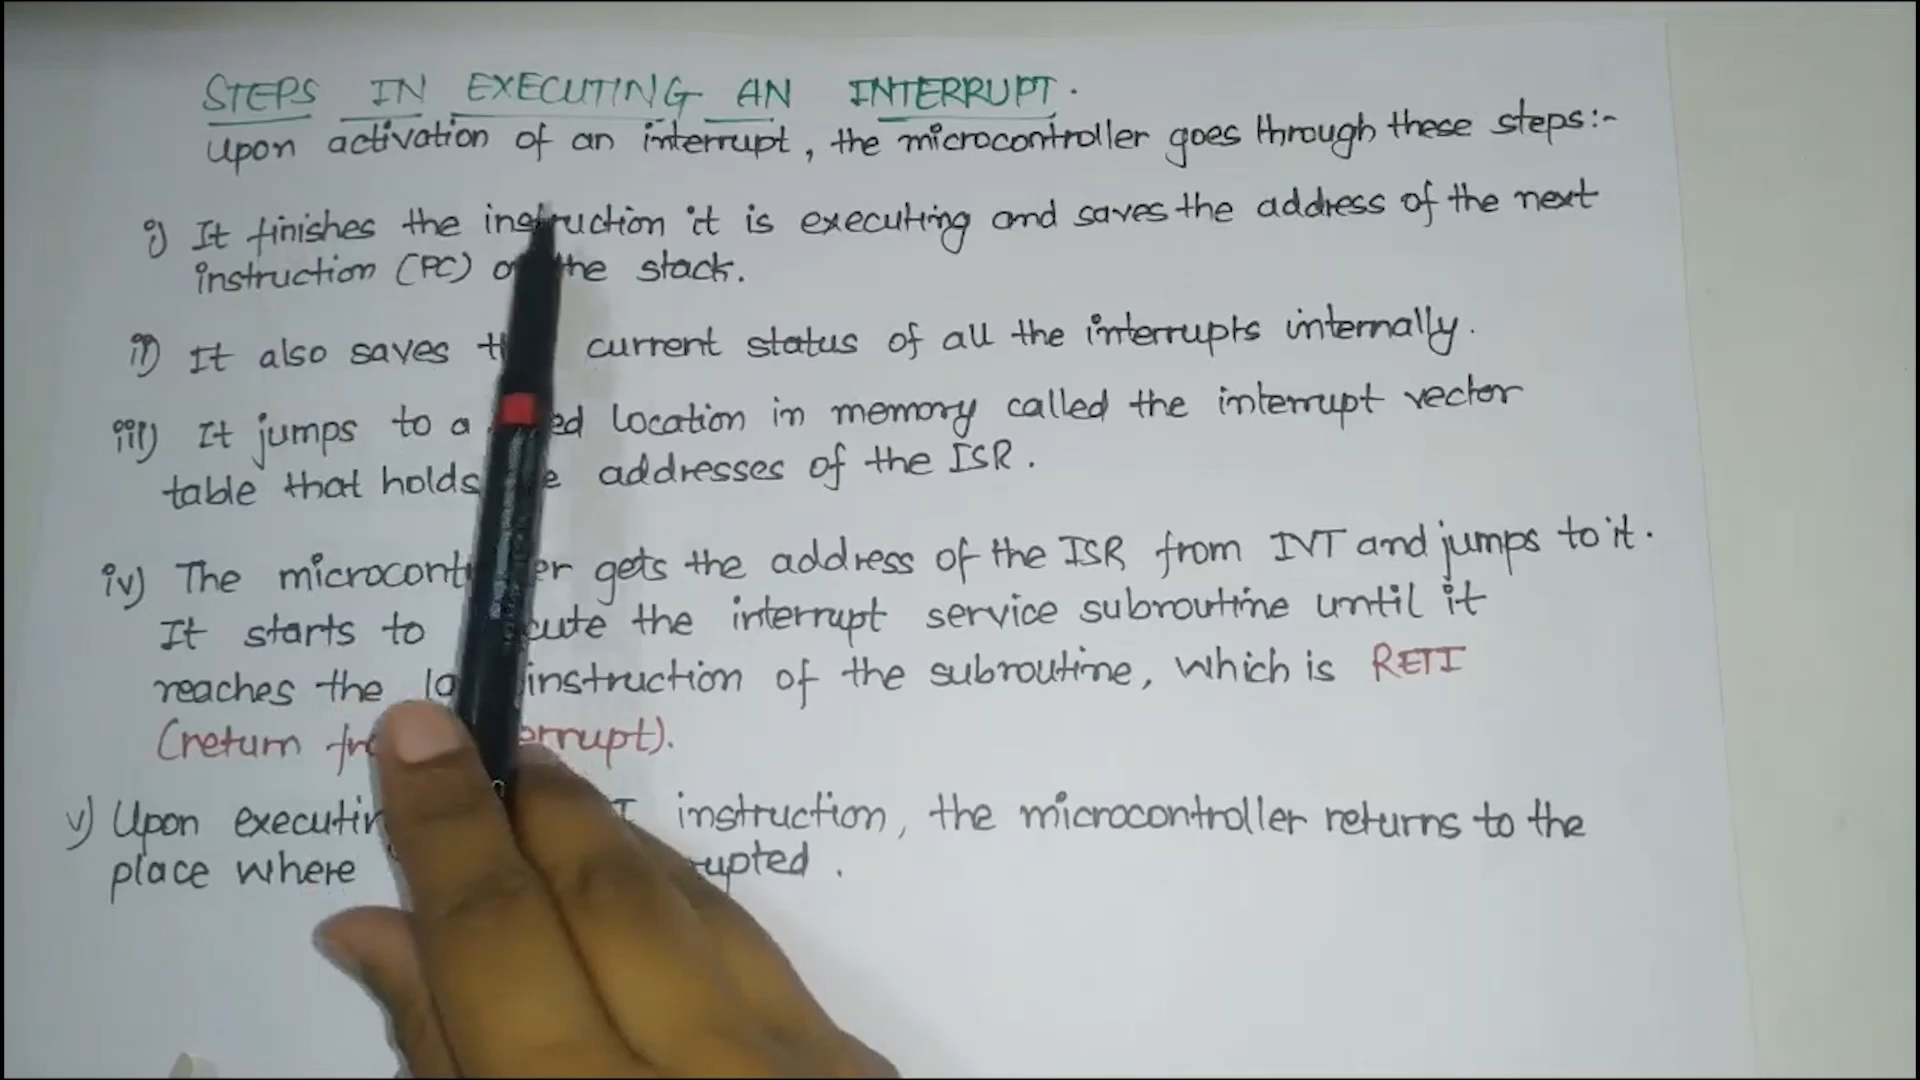 STEPS IN EXECUTING AN INTERRUPT.
Upon activation of an interrupt, the microcontroller goes through these steps:-
i) It finishes the instruction it is executing and saves the address of the next
instruction (PC) the stack.
ii) It also saves current status of all the interrupts internally.
iii) It jumps to a location in memory called the interrupt vector
table that holds addresses of the ISR.
iv) The microcontroller gets the address of the ISR from IVT and jumps to it.
It starts to the interrupt service subroutine until it
reaches the instruction of the subroutine, which is RETI
(return
v) Upon instruction, the microcontroller returns to the
place where